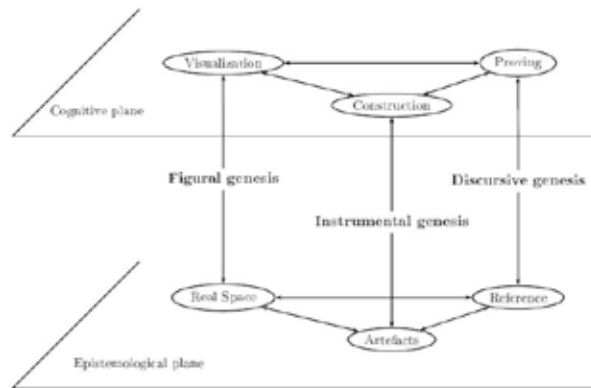 Visualization
Proving
Construction
Cognitive plane
Figural genesis
Discursive genesis
Instrumental genesis
Real Space
Reference
Artefacts
Epistemological plane